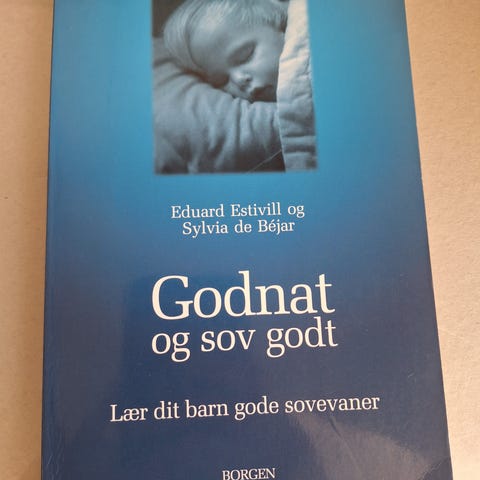 Eduard Estivill og
Sylvia de Béjar
Godnat
og sov godt
Lær dit barn gode sovevaner
BORGEN